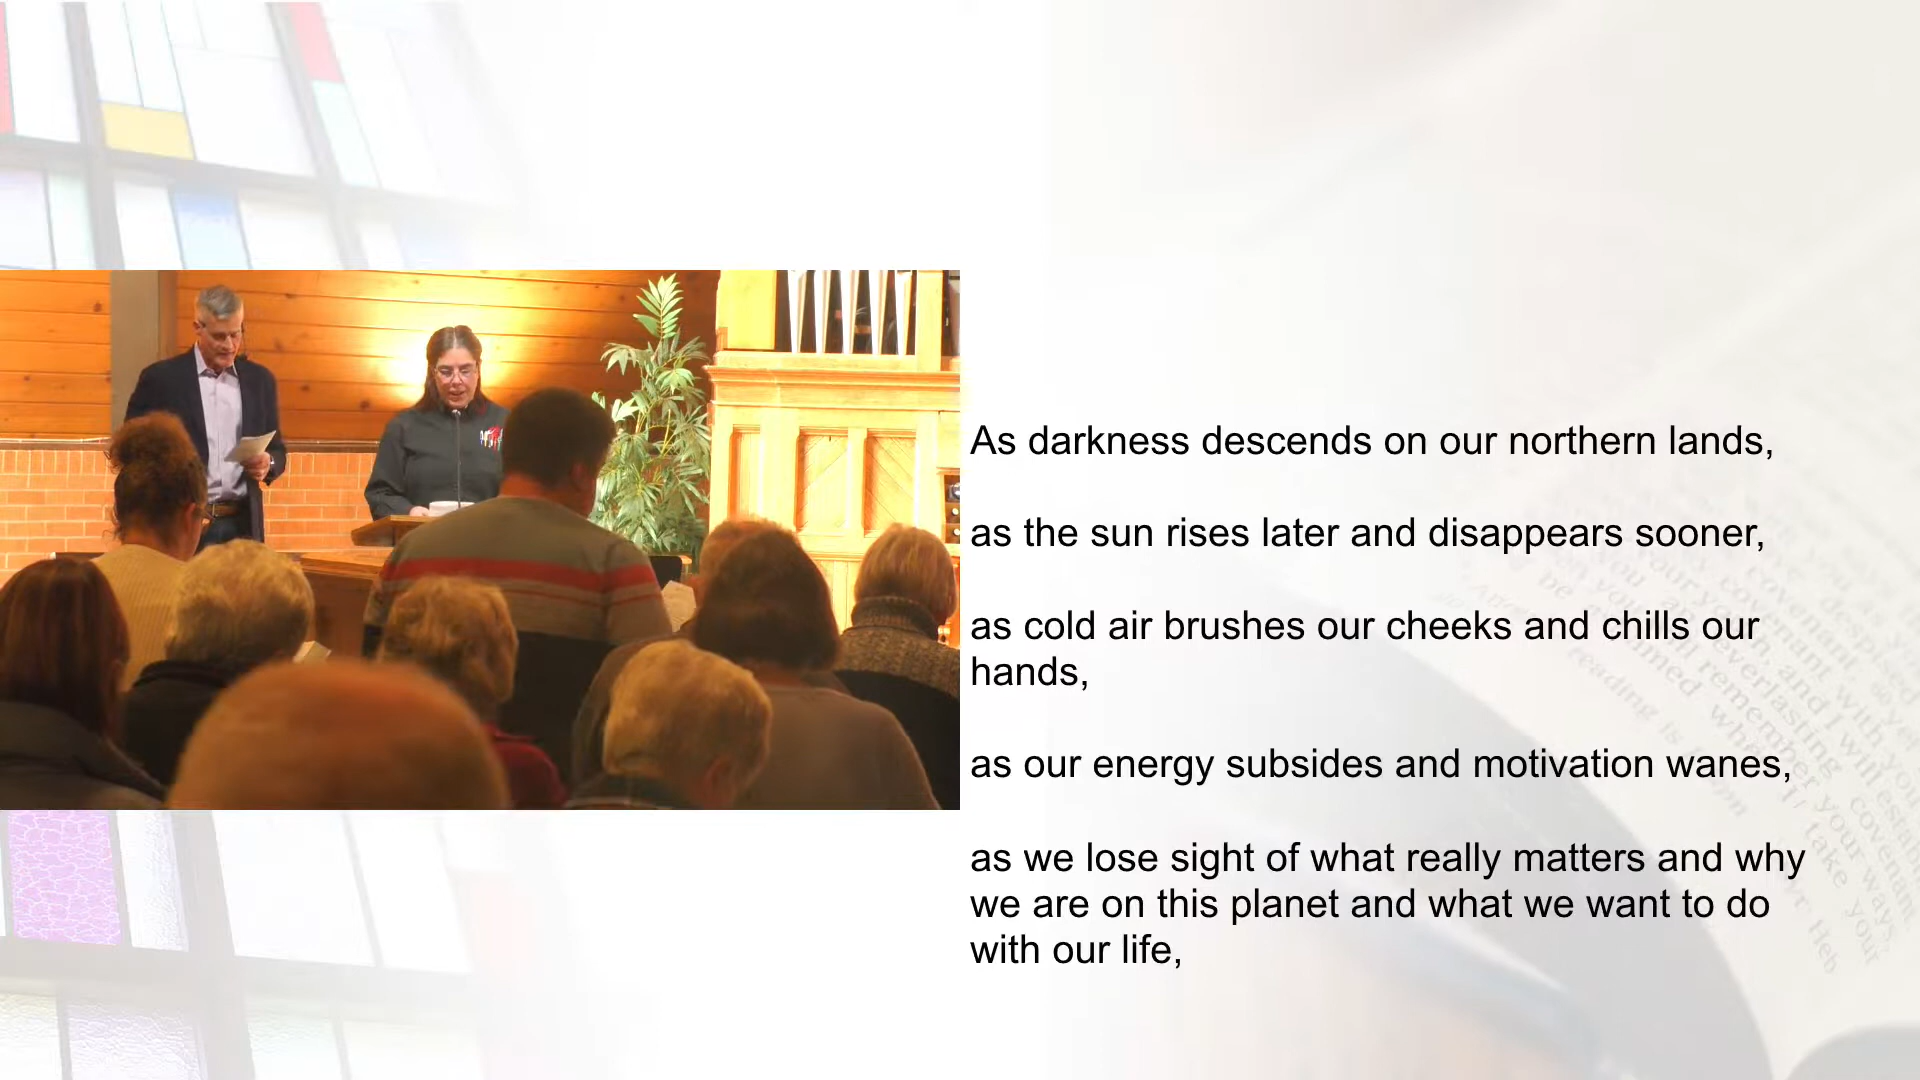 As darkness descends on our northern lands,
as the sun rises later and disappears sooner,
as cold air brushes our cheeks and chills our
hands,
as our energy subsides and motivation wanes,
as we lose sight of what really matters and why
we are on this planet and what we want to do
with our life,